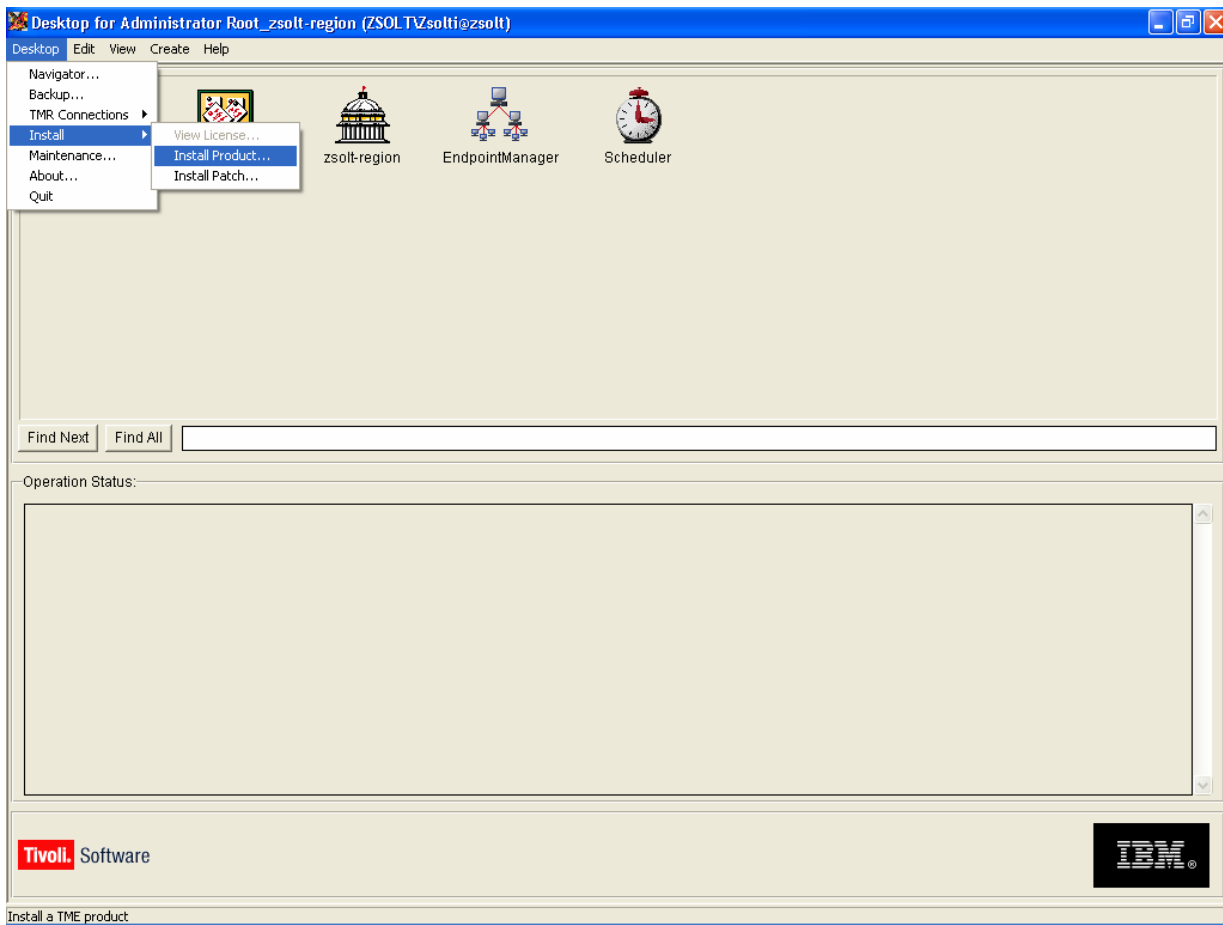 Desktop for Administrator Root_zsolt-region (ZSOLT\Zsolti@zsolt)
Desktop Edit View Create Help
Navigator...
Backup...
TMR Connections
Install
Maintenance...
About...
Quit
View License...
Install Product...
Install Patch...
zsolt-region
EndpointManager
Scheduler
Find Next Find All
Operation Status:
Tivoli. Software
IBM®
Install a TME product